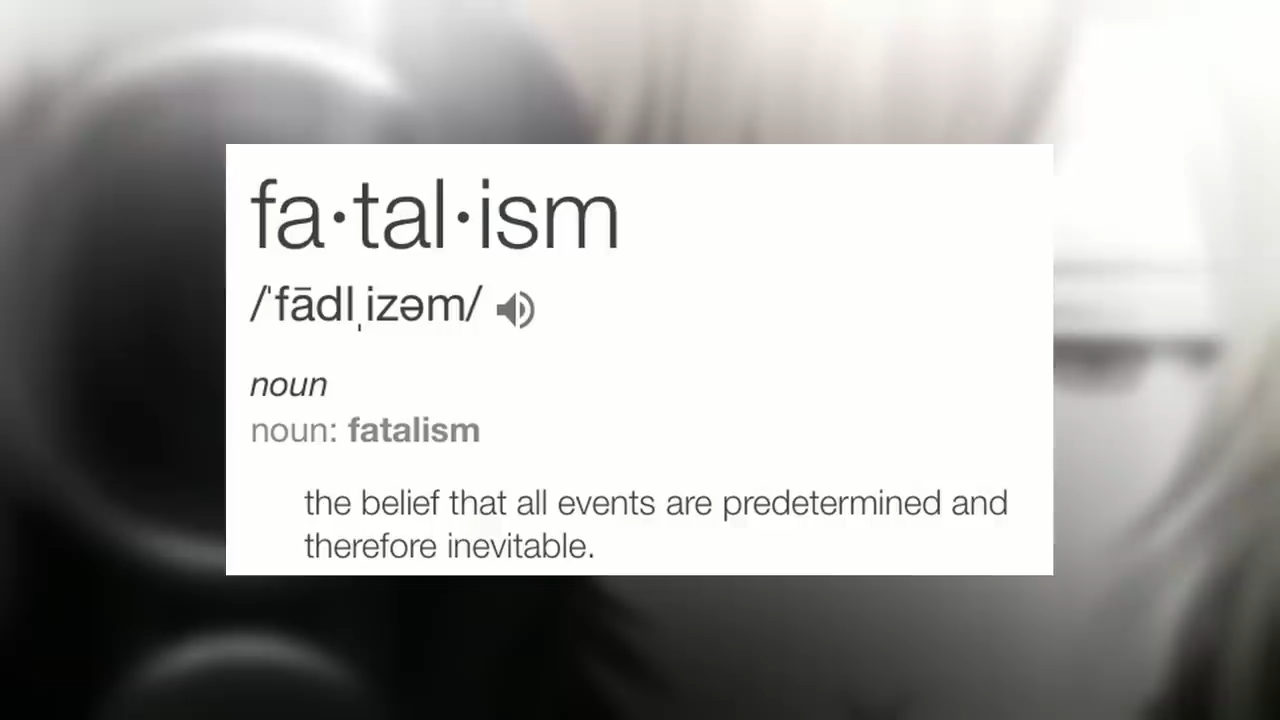 fa·tal·ism
/ˈfādlˌizəm/
noun
noun: fatalism
the belief that all events are predetermined and
therefore inevitable.